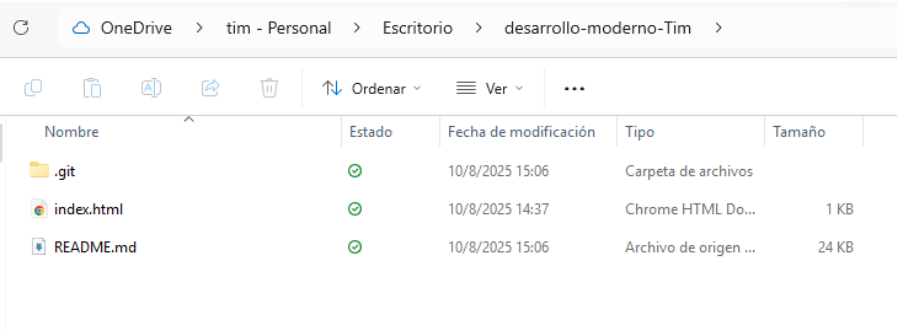 OneDrive > tim - Personal > Escritorio > desarrollo-moderno-Tim >
Ordenar Ver ...
Nombre Estado Fecha de modificación Tipo Tamaño
.git 10/8/2025 15:06 Carpeta de archivos
index.html 10/8/2025 14:37 Chrome HTML Do... 1 KB
README.md 10/8/2025 15:06 Archivo de origen ... 24 KB